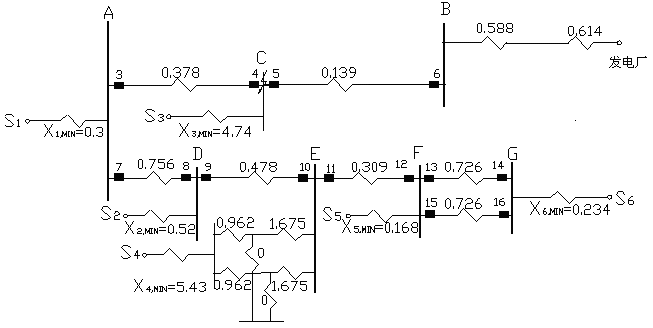 A
B
0.588
0.614
发电厂
C
3
0.378
4
5
0.139
6
S1
X1,MIN=0.3
S3
X3,MIN=4.74
7
0.756
8
D
9
0.478
10
E
11
0.309
12
F
13
0.726
14
G
S2
X2,MIN=0.52
S5
X5,MIN=0.168
15
0.726
16
X6,MIN=0.234
S6
S4
X4,MIN=5.43
0.962
1.675
0
0.962
1.675
0